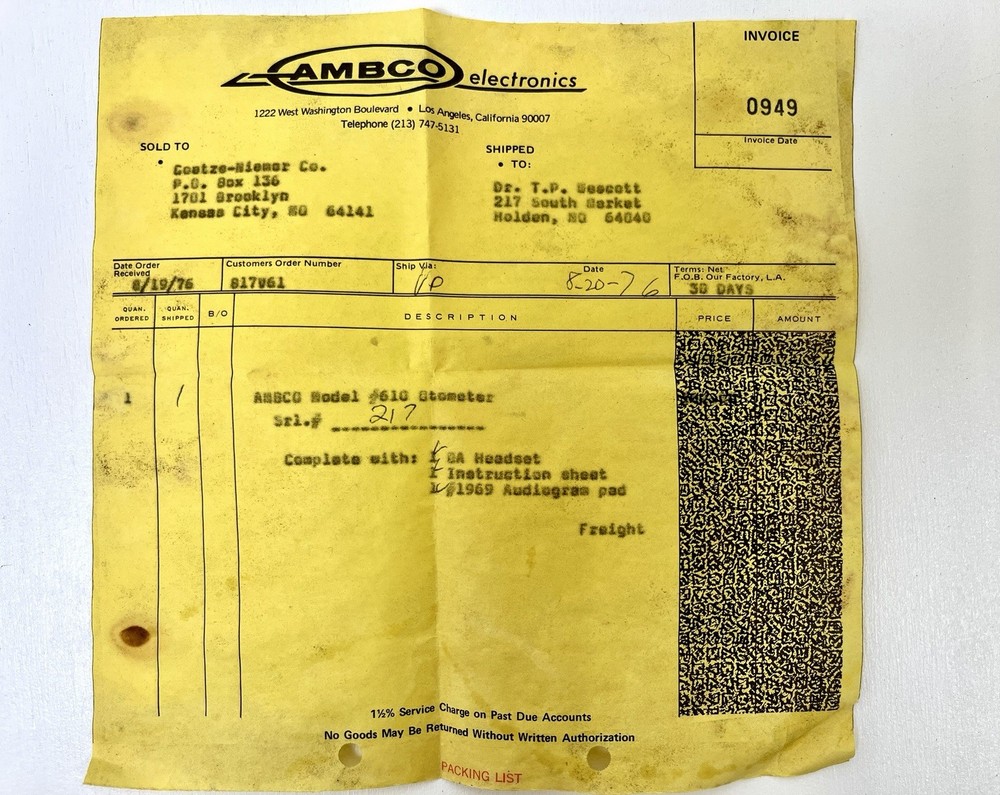 AMBCO electronics
1222 West Washington Boulevard • Los Angeles, California 90007
Telephone (213) 747-5131
INVOICE
0949
Invoice Date
SOLD TO
Goetze-Niemer Co.
P.O. Box 136
1701 Brooklyn
Kansas City, MO 64141
SHIPPED
• TO:
Dr. T.P. Wescott
217 South Market
Holden, MO 64040
Date Order
Received
8/19/76
Customers Order Number
817W61
Ship Via:
UP
Date
8-20-76
Terms: Net
F.O.B. Our Factory, L.A.
30 DAYS
QUAN. ORDERED
QUAN. SHIPPED
B/O
DESCRIPTION
PRICE
AMOUNT
1 1 AMBCO Model #610 Otometer
Srl.# 217
Complete with: 1 8A Headset
1 Instruction sheet
1 #1969 Audiogram pad
Freight
1½% Service Charge on Past Due Accounts
No Goods May Be Returned Without Written Authorization
PACKING LIST